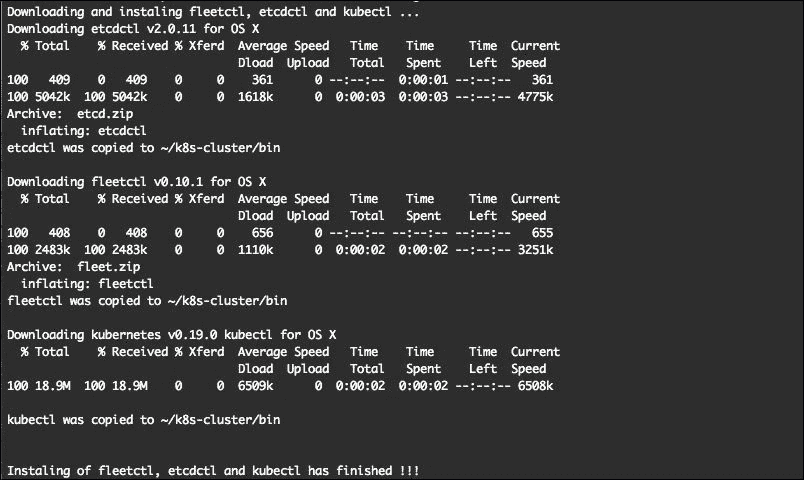 Downloading and instaling fleetctl, etcdctl and kubectl ...
Downloading etcdctl v2.0.11 for OS X
  % Total    % Received % Xferd  Average Speed   Time    Time     Time  Current
                                 Dload  Upload   Total   Spent    Left  Speed
100   409    0   409    0     0    361      0 --:--:--  0:00:01 --:--:--   361
100 5042k  100 5042k    0     0  1618k      0  0:00:03  0:00:03 --:--:-- 4775k
Archive:  etcd.zip
  inflating: etcdctl
etcdctl was copied to ~/k8s-cluster/bin

Downloading fleetctl v0.10.1 for OS X
  % Total    % Received % Xferd  Average Speed   Time    Time     Time  Current
                                 Dload  Upload   Total   Spent    Left  Speed
100   408    0   408    0     0    656      0 --:--:-- --:--:-- --:--:--   655
100 2483k  100 2483k    0     0  1110k      0  0:00:02  0:00:02 --:--:-- 3251k
Archive:  fleet.zip
  inflating: fleetctl
fleetctl was copied to ~/k8s-cluster/bin

Downloading kubernetes v0.19.0 kubectl for OS X
  % Total    % Received % Xferd  Average Speed   Time    Time     Time  Current
                                 Dload  Upload   Total   Spent    Left  Speed
100 18.9M  100 18.9M    0     0  6509k      0  0:00:02  0:00:02 --:--:-- 6508k

kubectl was copied to ~/k8s-cluster/bin

Instaling of fleetctl, etcdctl and kubectl has finished !!!